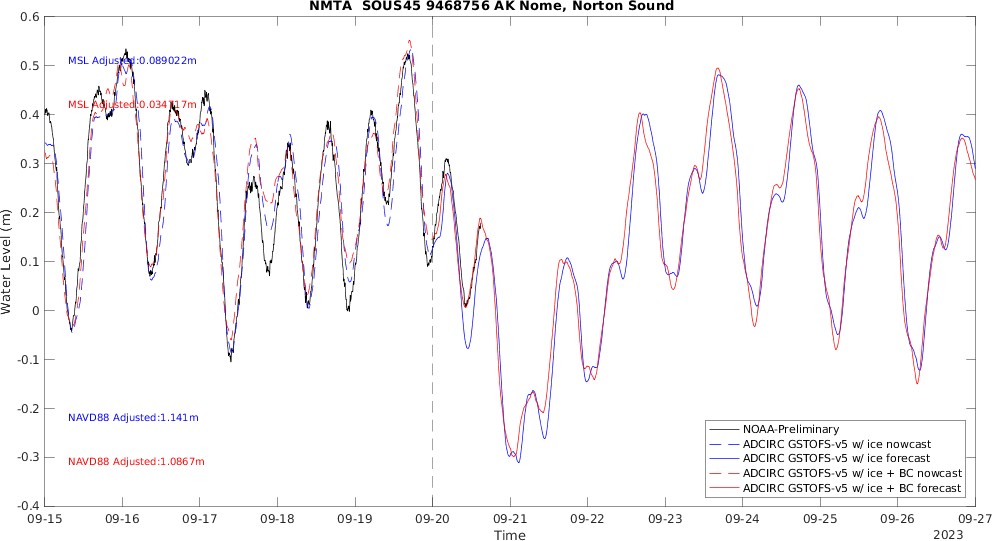 NMTA  SOUS45 9468756 AK Nome, Norton Sound
0.6
0.5
0.4
0.3
0.2
0.1
0
-0.1
-0.2
-0.3
-0.4
Water Level (m)
MSL Adjusted:0.089022m
MSL Adjusted:0.034717m
NAVD88 Adjusted:1.141m
NAVD88 Adjusted:1.0867m
NOAA-Preliminary
ADCIRC GSTOFS-v5 w/ ice nowcast
ADCIRC GSTOFS-v5 w/ ice forecast
ADCIRC GSTOFS-v5 w/ ice + BC nowcast
ADCIRC GSTOFS-v5 w/ ice + BC forecast
09-15 09-16 09-17 09-18 09-19 09-20 09-21 09-22 09-23 09-24 09-25 09-26 09-27
Time
2023